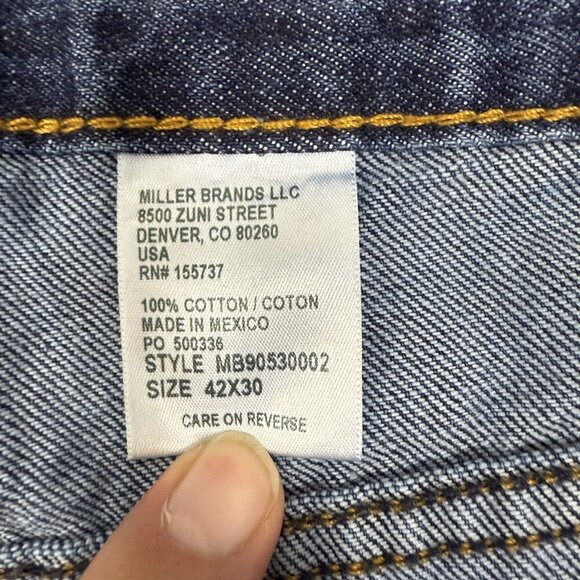 MILLER BRANDS LLC
8500 ZUNI STREET
DENVER, CO 80260
USA
RN# 155737
100% COTTON / COTON
MADE IN MEXICO
PO 500336
STYLE MB90530002
SIZE 42X30
CARE ON REVERSE